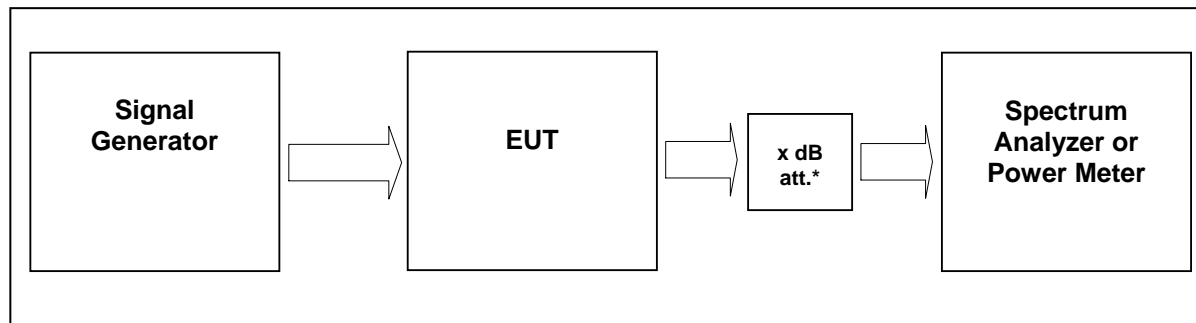 Signal
Generator
EUT
x dB
att.*
Spectrum
Analyzer or
Power Meter